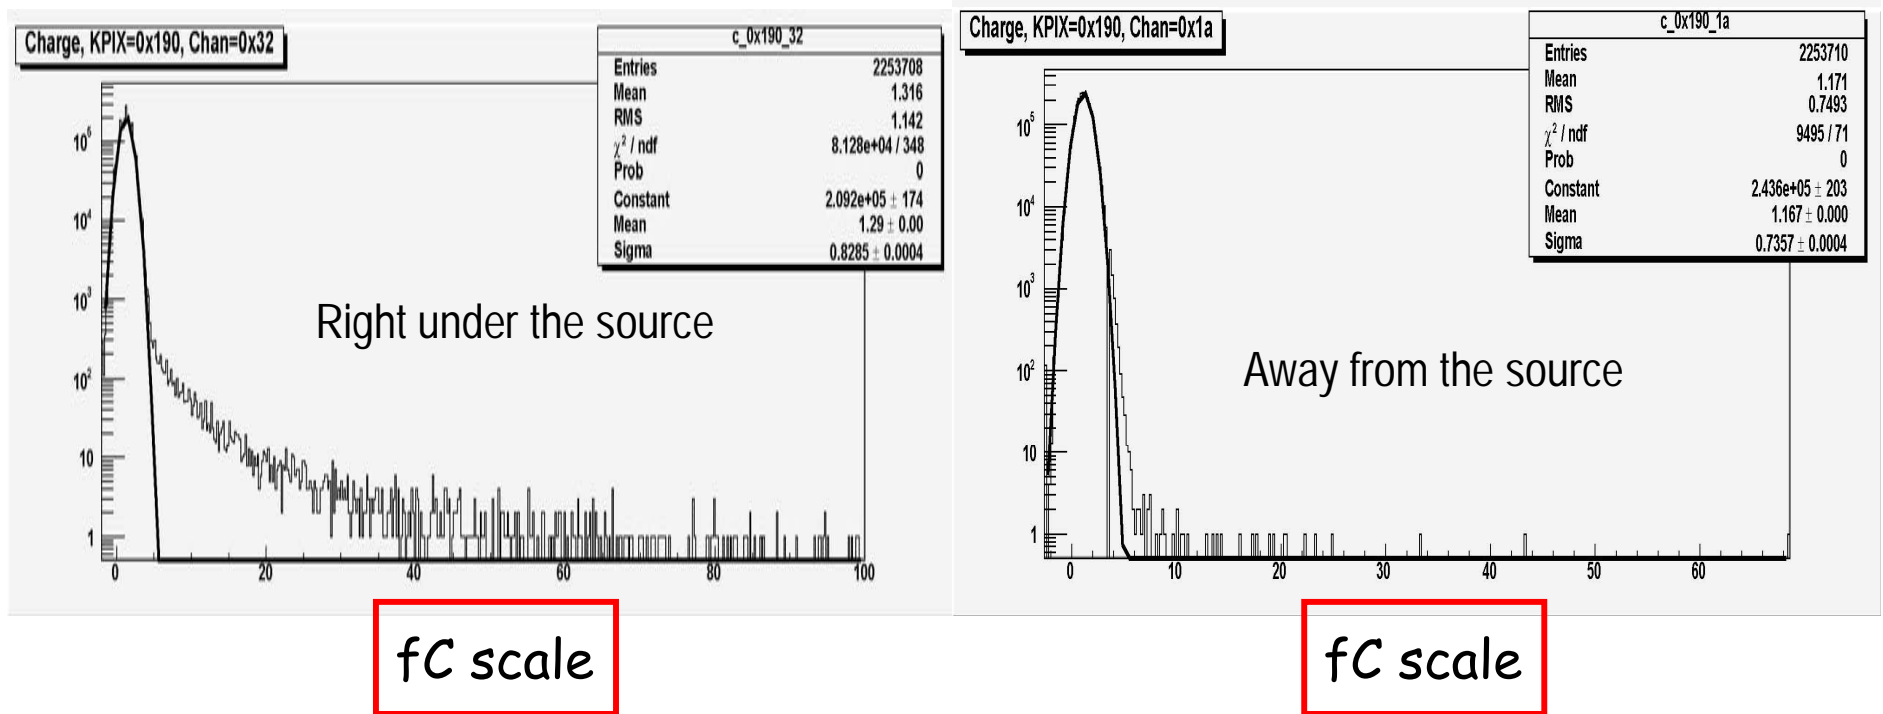 Charge, KPIX=0x190, Chan=0x32
c_0x190_32
Entries 2253708
Mean 1.316
RMS 1.142
χ² / ndf 8.128e+04 / 348
Prob 0
Constant 2.092e+05 ± 174
Mean 1.29 ± 0.00
Sigma 0.8285 ± 0.0004
10⁵
10⁴
10³
10²
10
1
Right under the source
0 20 40 60 80 100
fC scale
Charge, KPIX=0x190, Chan=0x1a
c_0x190_1a
Entries 2253710
Mean 1.171
RMS 0.7493
χ² / ndf 9495 / 71
Prob 0
Constant 2.436e+05 ± 203
Mean 1.167 ± 0.000
Sigma 0.7357 ± 0.0004
10⁵
10⁴
10³
10²
10
1
Away from the source
0 10 20 30 40 50 60
fC scale